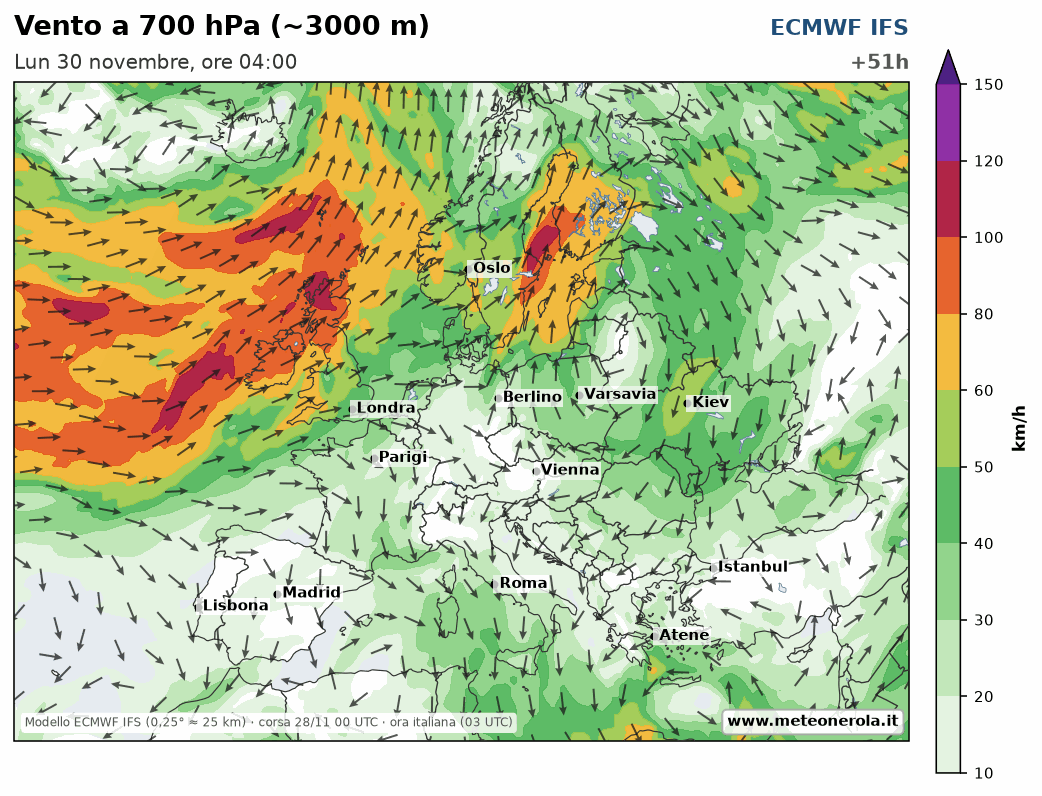 Vento a 700 hPa (~3000 m)
ECMWF IFS
Lun 30 novembre, ore 04:00
+51h
150
120
100
80
60
50
40
30
20
10
km/h
Oslo
Londra
Berlino
Varsavia
Kiev
Parigi
Vienna
Istanbul
Roma
Madrid
Lisbona
Atene
Modello ECMWF IFS (0,25° ≈ 25 km) · corsa 28/11 00 UTC · ora italiana (03 UTC)
www.meteonerola.it